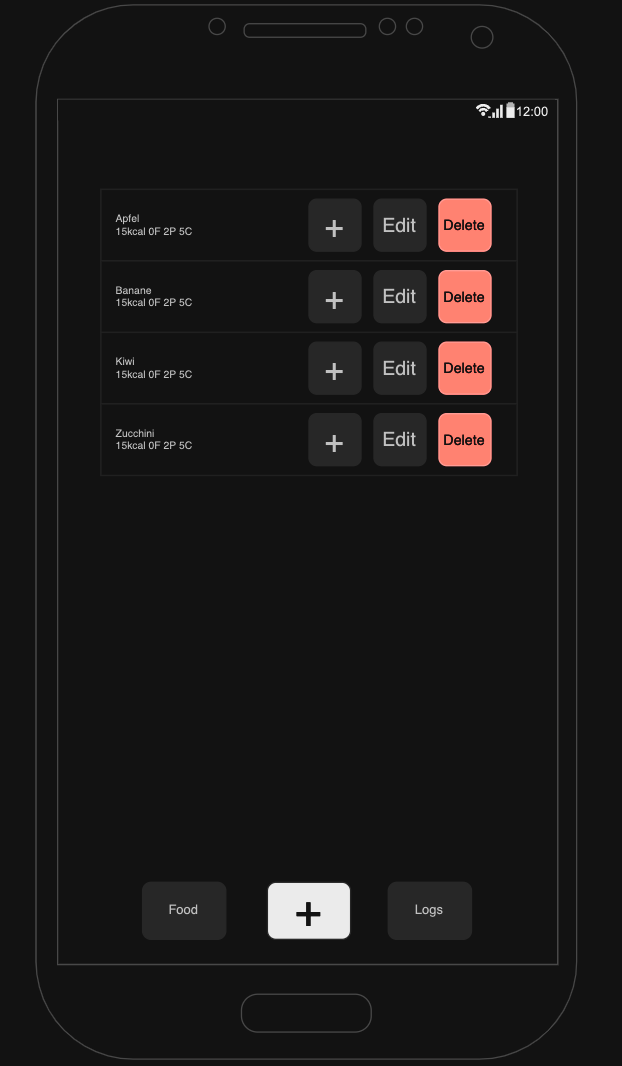 12:00
Apfel
15kcal 0F 2P 5C
+
Edit
Delete
Banane
15kcal 0F 2P 5C
+
Edit
Delete
Kiwi
15kcal 0F 2P 5C
+
Edit
Delete
Zucchini
15kcal 0F 2P 5C
+
Edit
Delete
Food
+
Logs